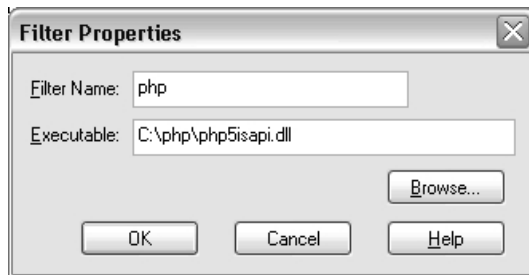 Filter Properties
Filter Name: php
Executable: C:\php\php5isapi.dll
Browse...
OK Cancel Help